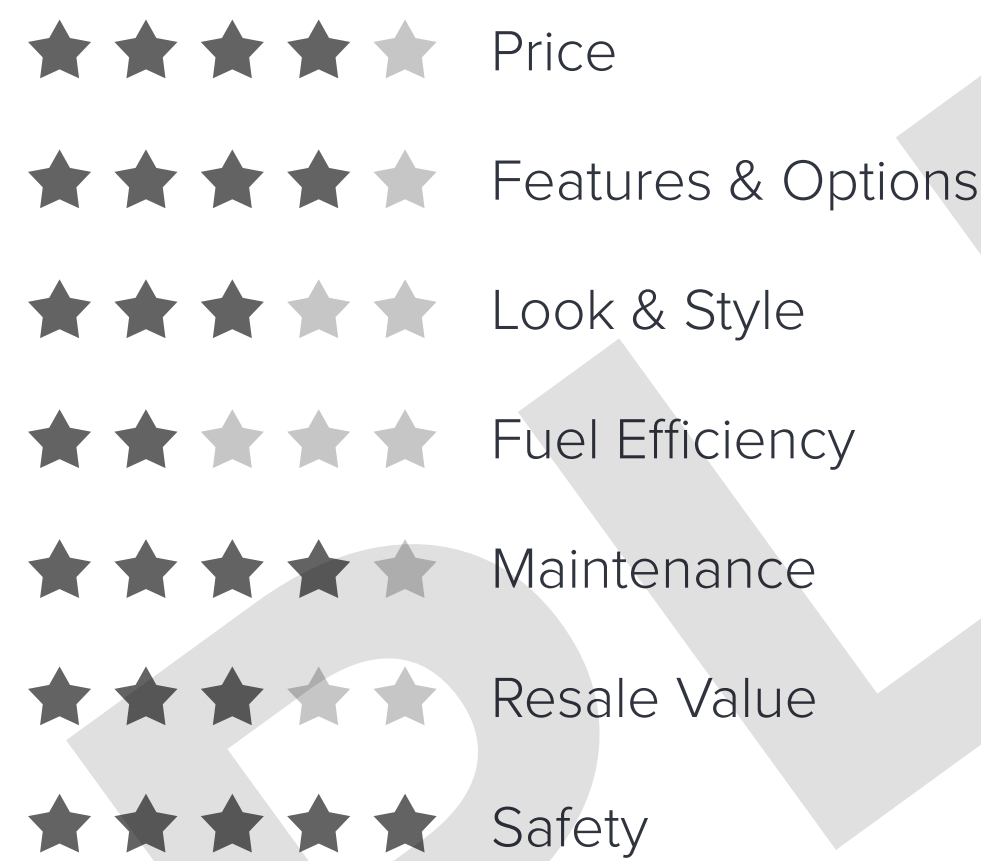 Price
Features & Options
Look & Style
Fuel Efficiency
Maintenance
Resale Value
Safety